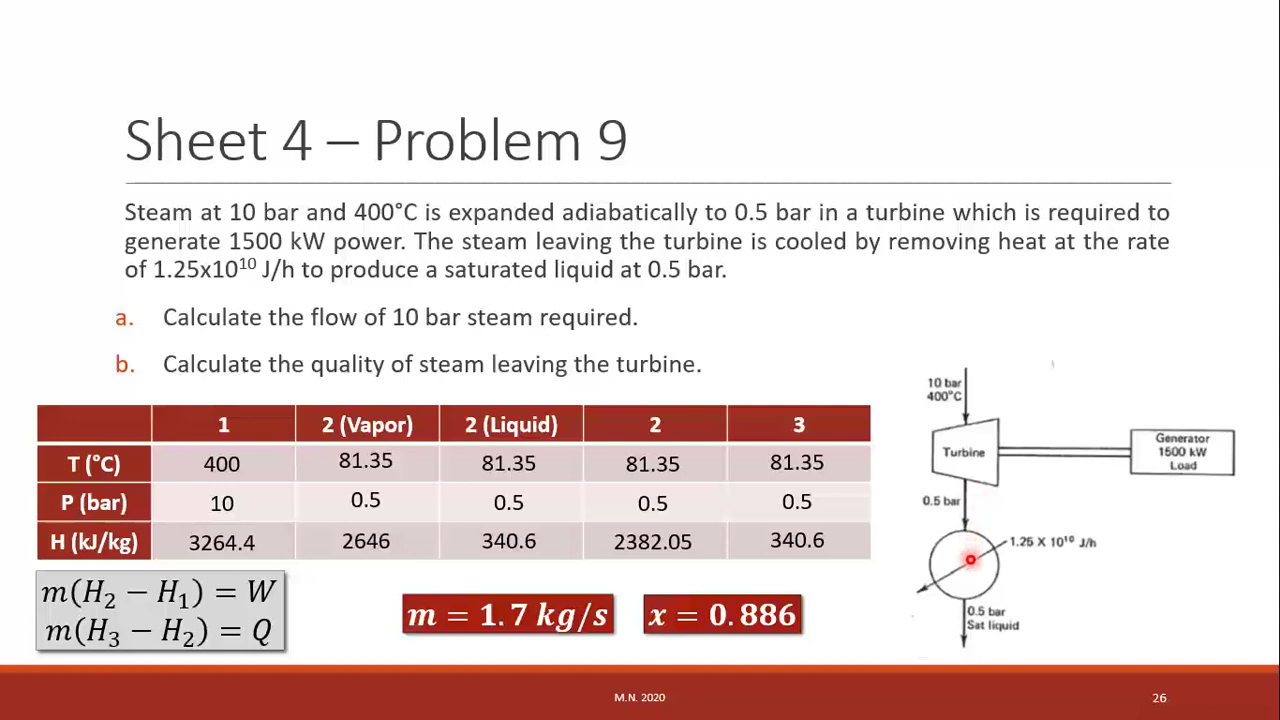 Sheet 4 – Problem 9
Steam at 10 bar and 400°C is expanded adiabatically to 0.5 bar in a turbine which is required to
generate 1500 kW power. The steam leaving the turbine is cooled by removing heat at the rate
of 1.25x10¹⁰ J/h to produce a saturated liquid at 0.5 bar.
a. Calculate the flow of 10 bar steam required.
b. Calculate the quality of steam leaving the turbine.
1 2 (Vapor) 2 (Liquid) 2 3
T (°C) 400 81.35 81.35 81.35 81.35
P (bar) 10 0.5 0.5 0.5 0.5
H (kJ/kg) 3264.4 2646 340.6 2382.05 340.6
m(H₂ − H₁) = W
m(H₃ − H₂) = Q
m = 1.7 kg/s
x = 0.886
10 bar
400°C
Turbine
Generator
1500 kW
Load
0.5 bar
1.25 X 10¹⁰ J/h
0.5 bar
Sat liquid
M.N. 2020
26